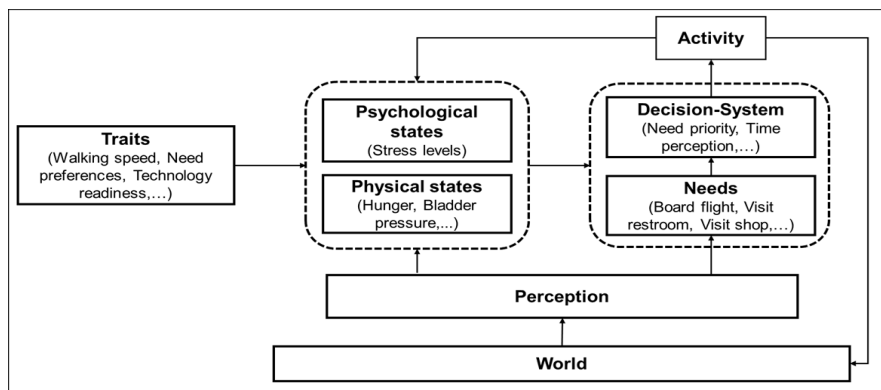 Activity
Psychological
states
(Stress levels)
Decision-System
(Need priority, Time
perception,…)
Traits
(Walking speed, Need
preferences, Technology
readiness,…)
Physical states
(Hunger, Bladder
pressure,...)
Needs
(Board flight, Visit
restroom, Visit shop,…)
Perception
World